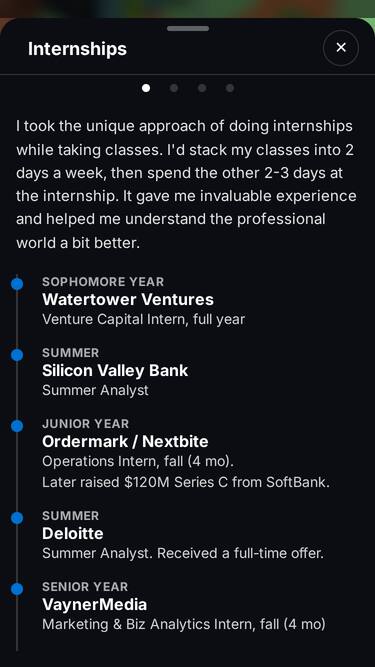 Internships
I took the unique approach of doing internships
while taking classes. I'd stack my classes into 2
days a week, then spend the other 2-3 days at
the internship. It gave me invaluable experience
and helped me understand the professional
world a bit better.
SOPHOMORE YEAR
Watertower Ventures
Venture Capital Intern, full year
SUMMER
Silicon Valley Bank
Summer Analyst
JUNIOR YEAR
Ordermark / Nextbite
Operations Intern, fall (4 mo).
Later raised $120M Series C from SoftBank.
SUMMER
Deloitte
Summer Analyst. Received a full-time offer.
SENIOR YEAR
VaynerMedia
Marketing & Biz Analytics Intern, fall (4 mo)